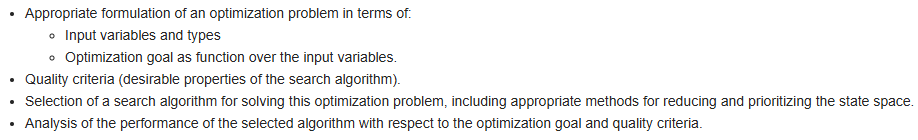 • Appropriate formulation of an optimization problem in terms of:
◦ Input variables and types
◦ Optimization goal as function over the input variables.
• Quality criteria (desirable properties of the search algorithm).
• Selection of a search algorithm for solving this optimization problem, including appropriate methods for reducing and prioritizing the state space.
• Analysis of the performance of the selected algorithm with respect to the optimization goal and quality criteria.